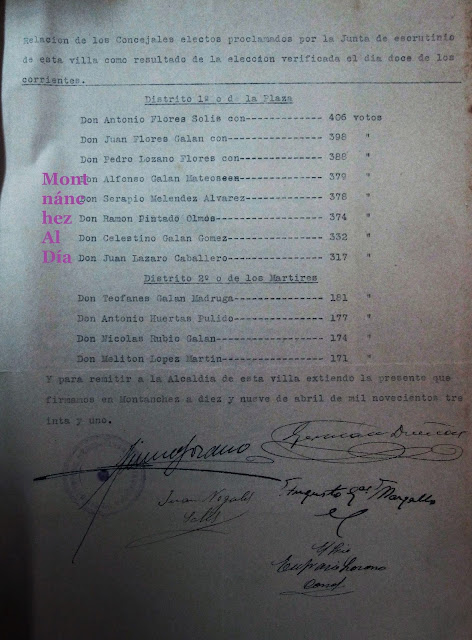 Relacion de los Concejales electos proclamados por la Junta de escrutinio
de esta villa como resultado de la eleccion verificada el dia doce de los
corrientes.
Distrito 1º o de la Plaza
Don Antonio Flores Solis con-------------- 406 votos
Don Juan Flores Galan con--------------- 398 "
Don Pedro Lozano Flores con------------- 388 "
Don Alfonso Galan Mateos---------------- 379 "
Don Serapio Melendez Alvarez------------ 378 "
Don Ramon Pintado Olmos---------------- 374 "
Don Celestino Galan Gomez-------------- 332 "
Don Juan Lazaro Caballero-------------- 317 "
Distrito 2º o de los Martires
Don Teofanes Galan Madruga------------- 181 "
Don Antonio Huertas Pulido------------- 177 "
Don Nicolas Rubio Galan---------------- 174 "
Don Meliton Lopez Martin--------------- 171 "
Y para remitir a la Alcaldia de esta villa extiendo la presente que
firmamos en Montanchez a diez y nueve de abril de mil novecientos tre
inta y uno.
Mont
nánc
hez
Al
Día
Juan Nogales
Augusto Margallo